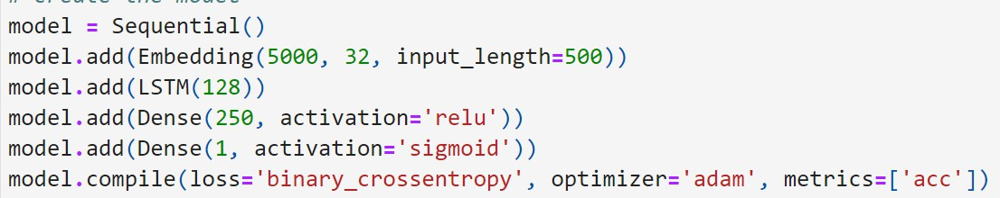 # Create the model
model = Sequential()
model.add(Embedding(5000, 32, input_length=500))
model.add(LSTM(128))
model.add(Dense(250, activation='relu'))
model.add(Dense(1, activation='sigmoid'))
model.compile(loss='binary_crossentropy', optimizer='adam', metrics=['acc'])